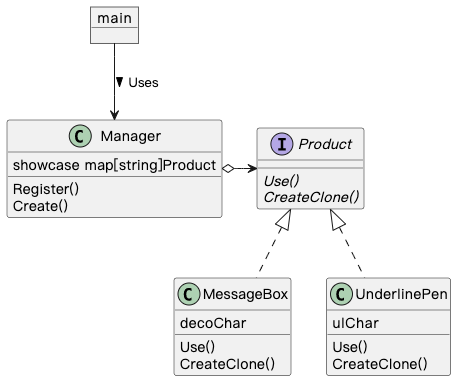 main
Uses
C Manager
showcase map[string]Product
Register()
Create()
I Product
Use()
CreateClone()
C MessageBox
decoChar
Use()
CreateClone()
C UnderlinePen
ulChar
Use()
CreateClone()